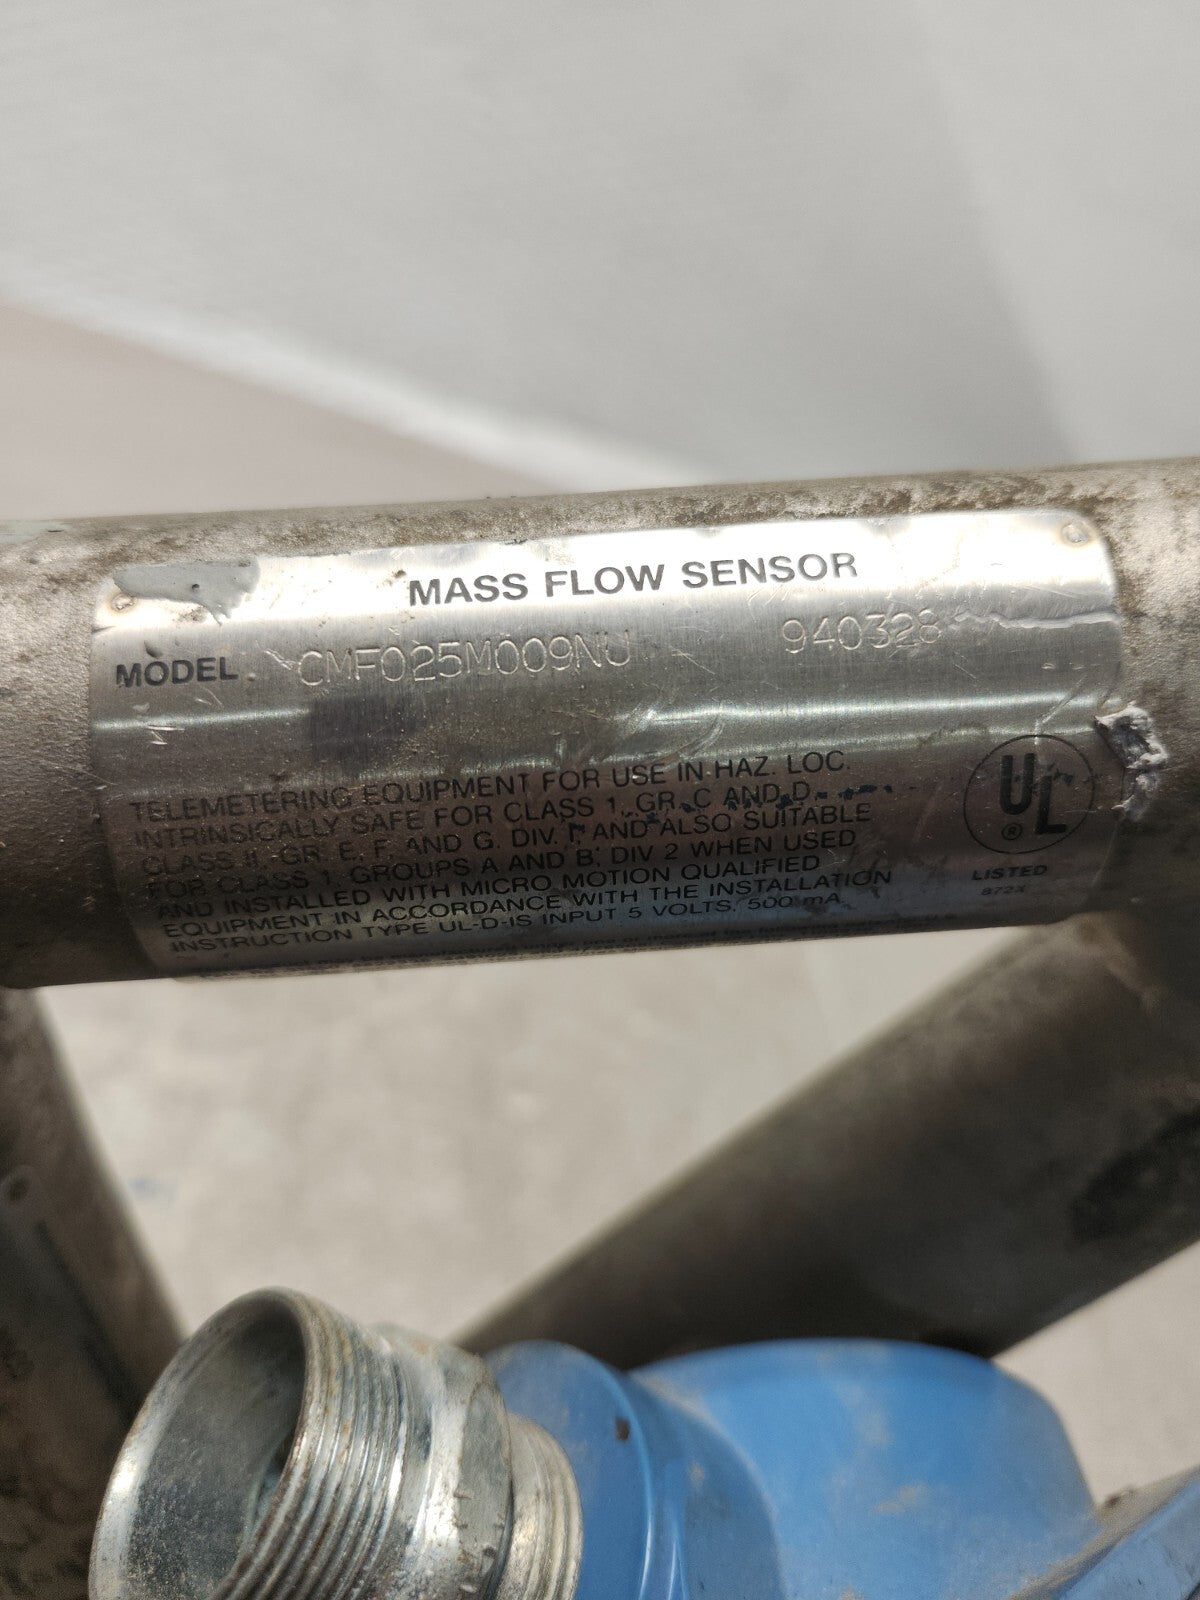 MASS FLOW SENSOR
MODEL CMF025M009NU 940328
TELEMETERING EQUIPMENT FOR USE IN HAZ. LOC.
INTRINSICALLY SAFE FOR CLASS 1, GR. C AND D,
CLASS II, GR. E, F, AND G. DIV. 1, AND ALSO SUITABLE
FOR CLASS 1, GROUPS A AND B, DIV 2 WHEN USED
AND INSTALLED WITH MICRO MOTION QUALIFIED
EQUIPMENT IN ACCORDANCE WITH THE INSTALLATION
INSTRUCTION TYPE UL-D-IS INPUT 5 VOLTS, 500 mA
UL
®
LISTED
872X